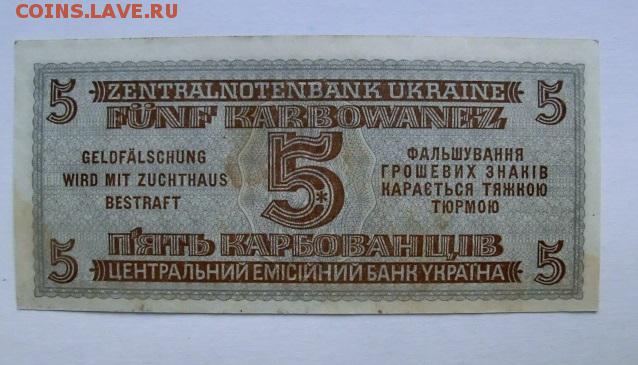 COINS.LAVE.RU
5 ZENTRALNOTENBANK UKRAINE 5
FÜNF KARBOWANEZ
5
GELDFÄLSCHUNG
WIRD MIT ZUCHTHAUS
BESTRAFT
ФАЛЬШУВАННЯ
ГРОШЕВИХ ЗНАКІВ
КАРАЄТЬСЯ ТЯЖКОЮ
ТЮРМОЮ
П'ЯТЬ КАРБОВАНЦІВ
5 ЦЕНТРАЛЬНИЙ ЕМІСІЙНИЙ БАНК УКРАЇНА 5